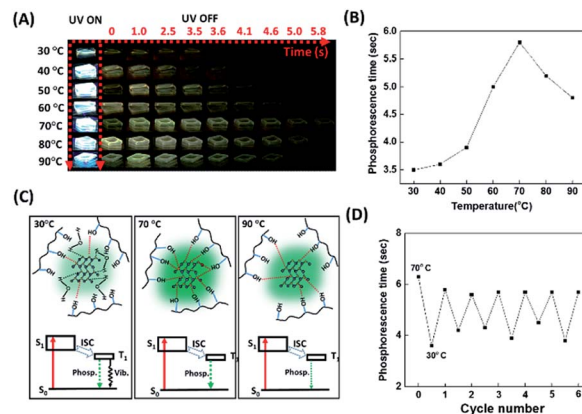 (A)
UV ON
UV OFF
0 1.0 2.5 3.5 3.6 4.1 4.6 5.0 5.8
Time (s)
30 °C
40 °C
50 °C
60 °C
70°C
80 °C
90°C
(B)
Phosphorescence time (sec)
6.0
5.5
5.0
4.5
4.0
3.5
30 40 50 60 70 80 90
Temperature(°C)
(C)
30°C
70 °C
90 °C
S1
ISC
T1
Phosp.
Vib.
S0
S1
ISC
Phosp.
S1
ISC
T1
Phosp.
(D)
Phosphorescence time (sec)
8
6
4
2
70° C
30° C
0 1 2 3 4 5 6
Cycle number